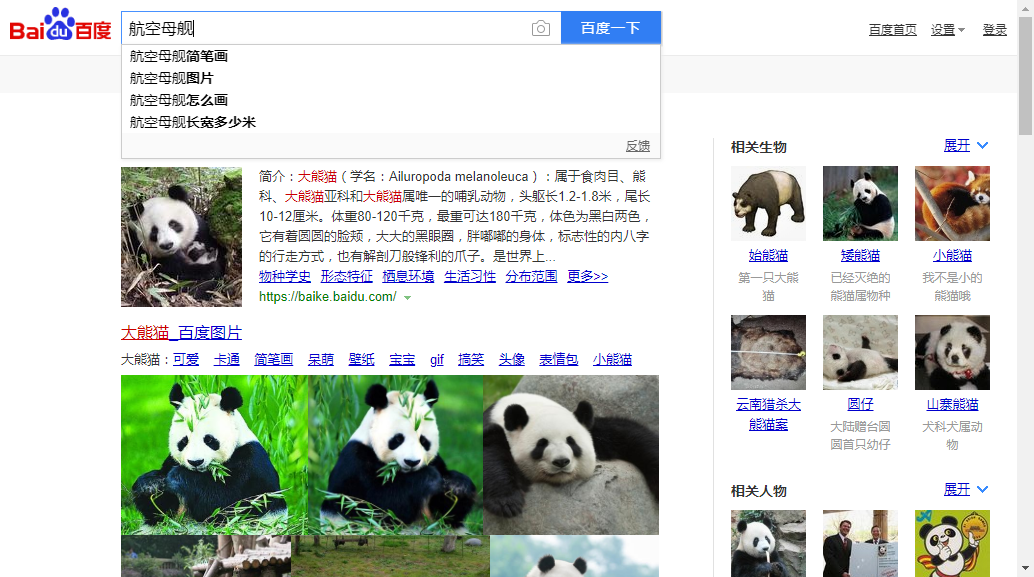 Bai du 百度
航空母舰
百度一下
百度首页 设置 登录
航空母舰简笔画
航空母舰图片
航空母舰怎么画
航空母舰长宽多少米
反馈
简介：大熊猫（学名：Ailuropoda melanoleuca）：属于食肉目、熊
科、大熊猫亚科和大熊猫属唯一的哺乳动物，头躯长1.2-1.8米，尾长
10-12厘米。体重80-120千克，最重可达180千克，体色为黑白两色，
它有着圆圆的脸颊，大大的黑眼圈，胖嘟嘟的身体，标志性的内八字
的行走方式，也有解剖刀般锋利的爪子。是世界上...
物种学史 形态特征 栖息环境 生活习性 分布范围 更多>>
https://baike.baidu.com/
大熊猫_百度图片
大熊猫：可爱 卡通 简笔画 呆萌 壁纸 宝宝 gif 搞笑 头像 表情包 小熊猫
相关生物 展开
始熊猫 矮熊猫 小熊猫
第一只大熊 已经灭绝的 我不是小的
猫 熊猫属物种 熊猫哦
云南猎杀大 圆仔 山寨熊猫
熊猫案 大陆赠台圆 犬科犬属动
圆首只幼仔 物
相关人物 展开